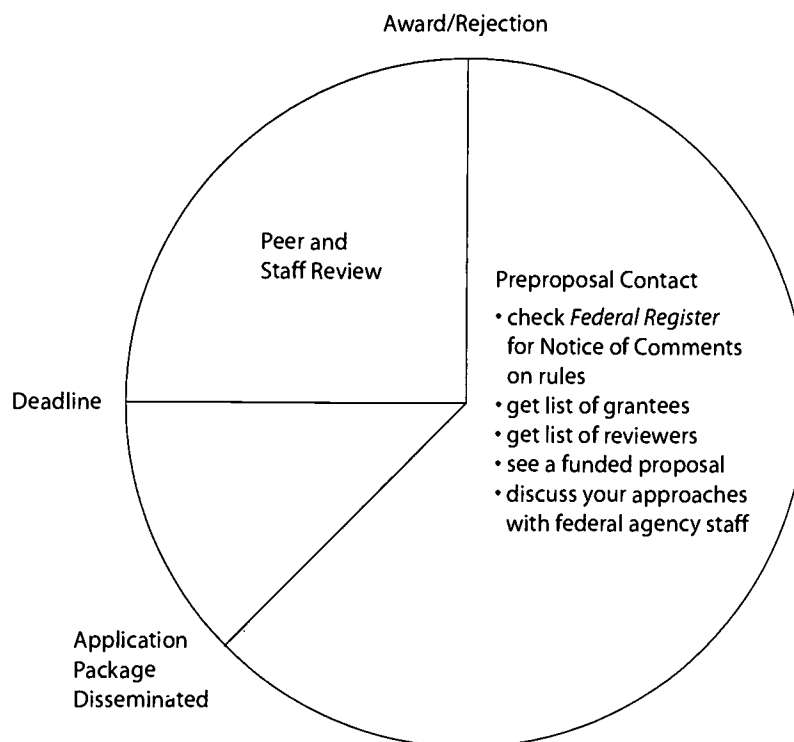 Award/Rejection
Peer and
Staff Review
Preproposal Contact
• check Federal Register
for Notice of Comments
on rules
• get list of grantees
• get list of reviewers
• see a funded proposal
• discuss your approaches
with federal agency staff
Deadline
Application
Package
Disseminated